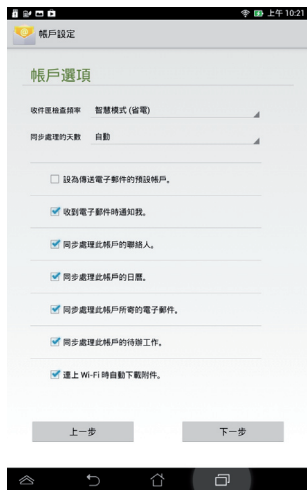 上午 10:21
帳戶設定
帳戶選項
收件匣檢查頻率 智慧模式 (省電)
同步處理的天數 自動
設為傳送電子郵件的預設帳戶。
收到電子郵件時通知我。
同步處理此帳戶的聯絡人。
同步處理此帳戶的日曆。
同步處理此帳戶所寄的電子郵件。
同步處理此帳戶的待辦工作。
連上 Wi-Fi 時自動下載附件。
上一步 下一步